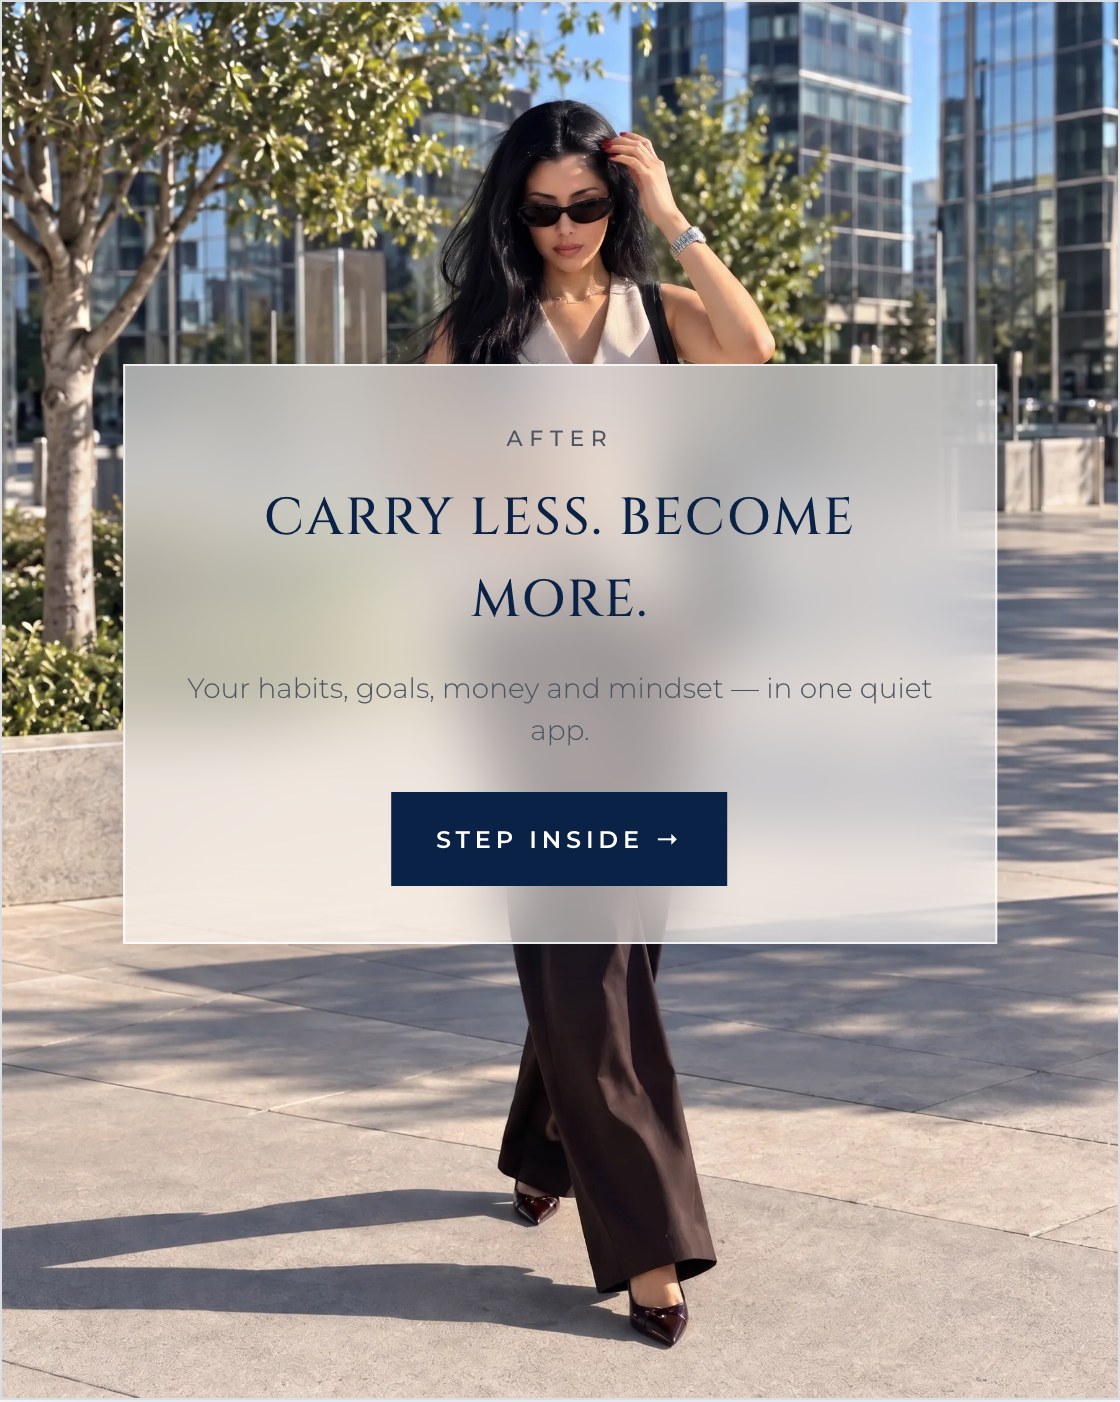 AFTER
CARRY LESS. BECOME
MORE.
Your habits, goals, money and mindset — in one quiet
app.
STEP INSIDE →